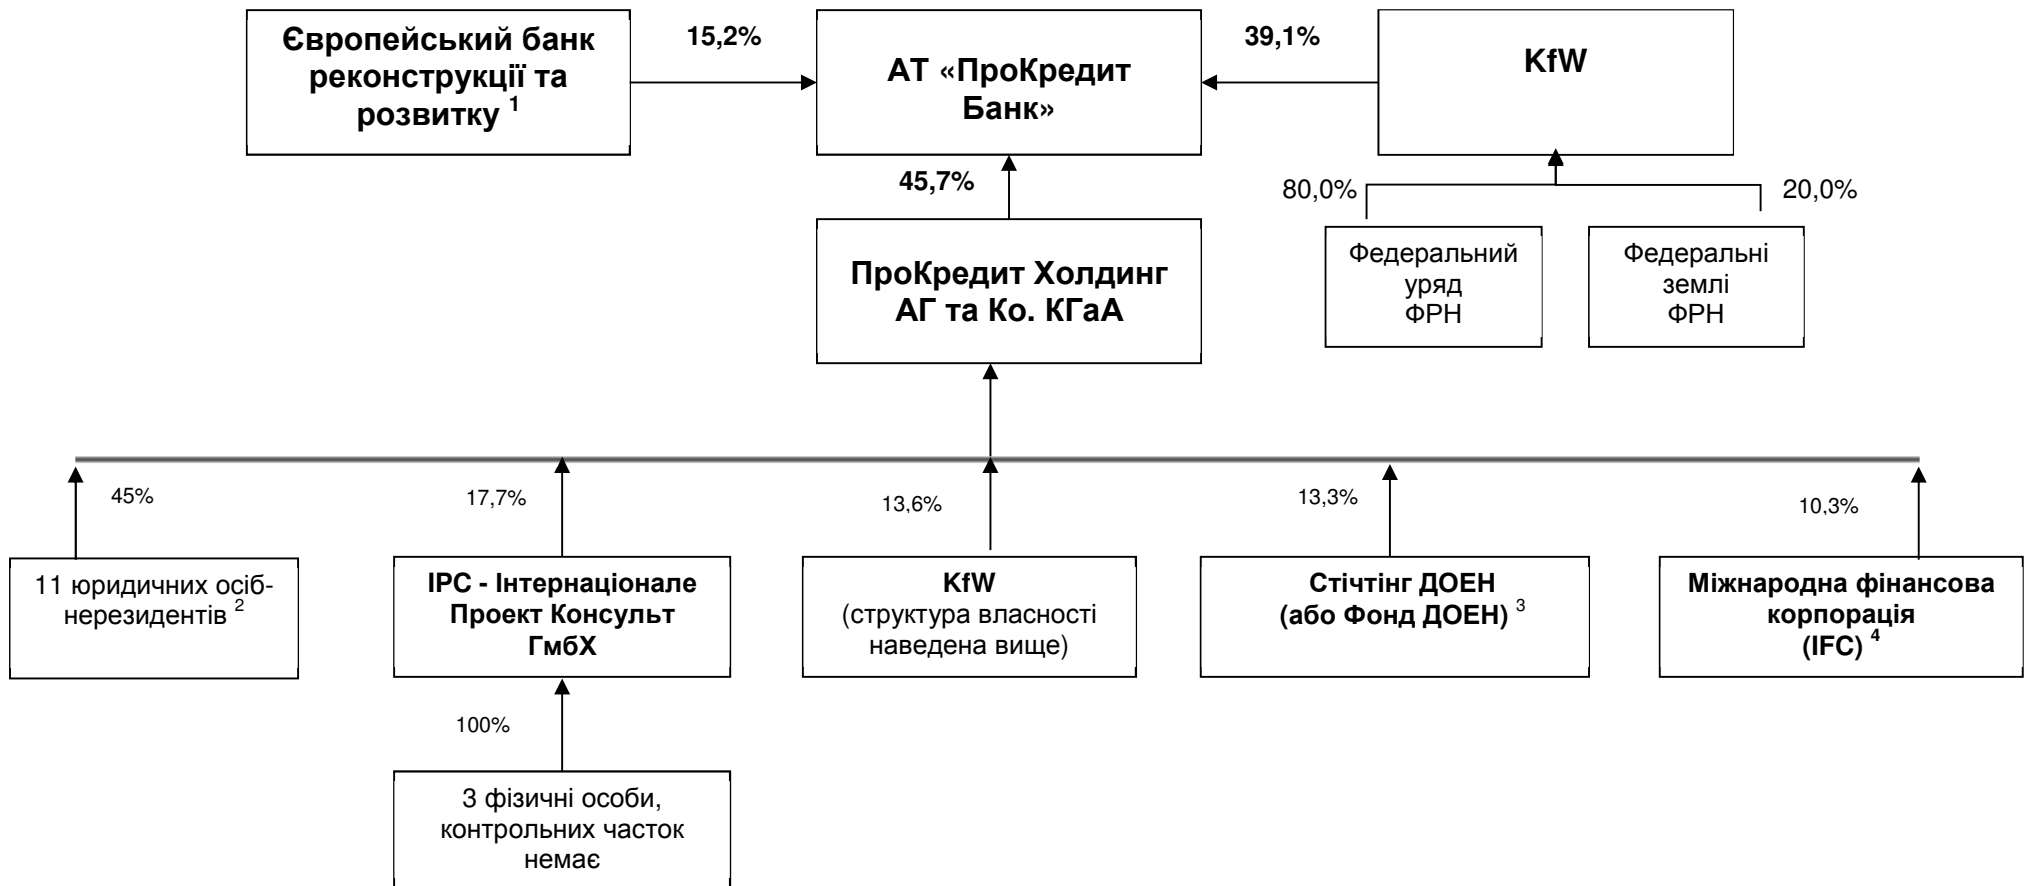 Європейський банк
реконструкції та
розвитку 1
15,2%
АТ «ПроКредит
Банк»
39,1%
KfW
45,7%
80,0%
20,0%
ПроКредит Холдинг
АГ та Ко. КГаА
Федеральний
уряд
ФРН
Федеральні
землі
ФРН
45%
17,7%
13,6%
13,3%
10,3%
11 юридичних осіб-
нерезидентів 2
IPC - Інтернаціонале
Проект Консульт
ГмбХ
KfW
(структура власності
наведена вище)
Стічтінг ДОЕН
(або Фонд ДОЕН) 3
Міжнародна фінансова
корпорація
(IFC) 4
100%
3 фізичні особи,
контрольних часток
немає